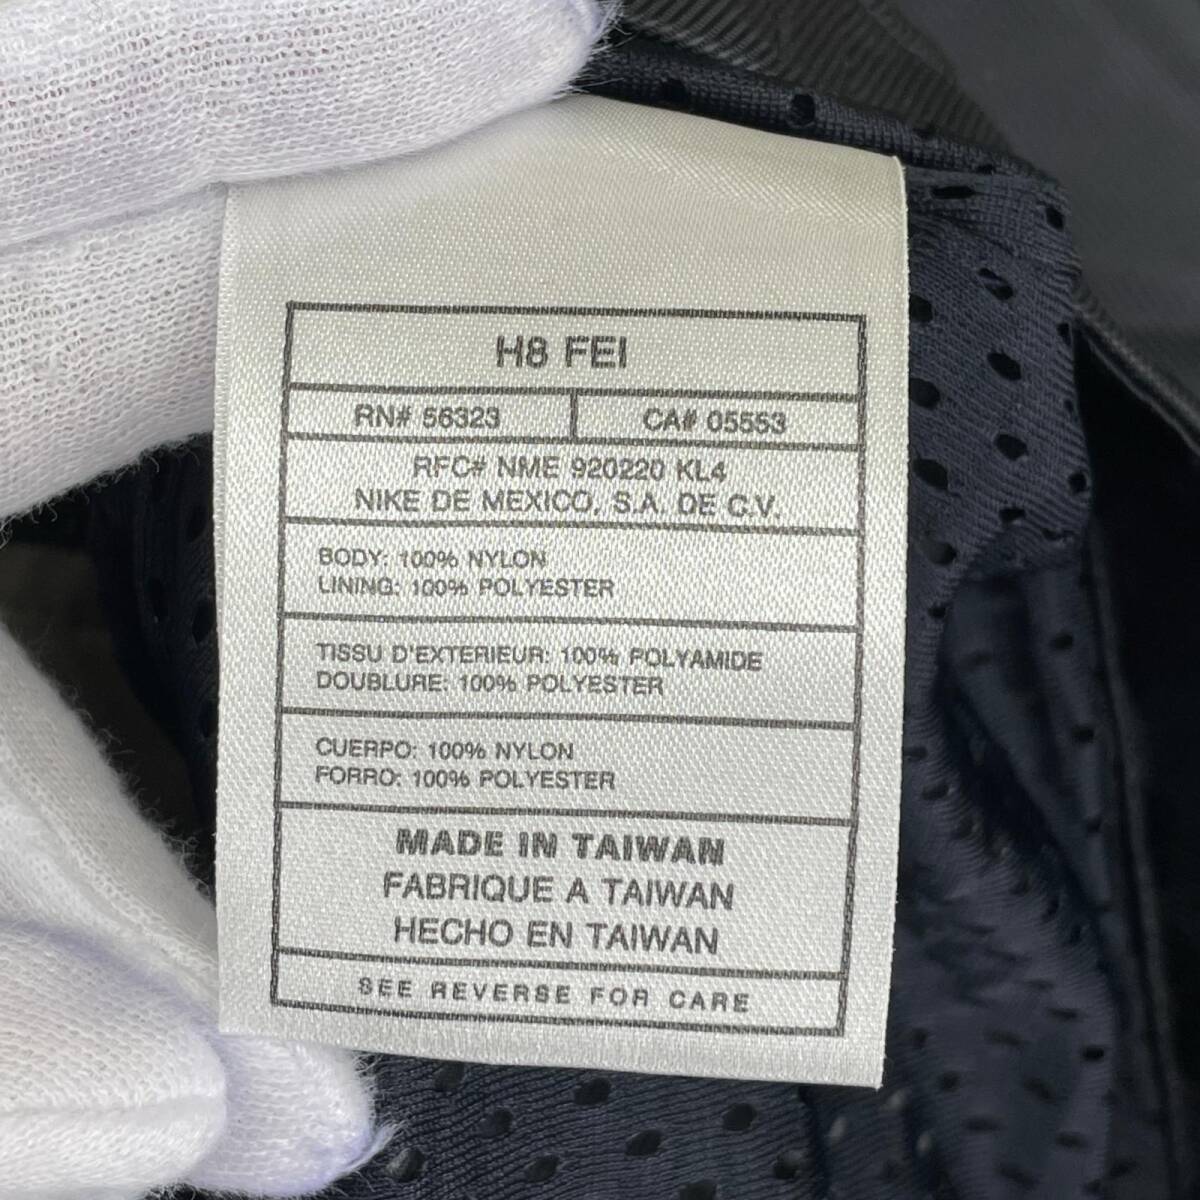 H8 FEI
RN# 56323
CA# 05553
RFC# NME 920220 KL4
NIKE DE MEXICO, S.A. DE C.V.
BODY: 100% NYLON
LINING: 100% POLYESTER
TISSU D'EXTERIEUR: 100% POLYAMIDE
DOUBLURE: 100% POLYESTER
CUERPO: 100% NYLON
FORRO: 100% POLYESTER
MADE IN TAIWAN
FABRIQUE A TAIWAN
HECHO EN TAIWAN
SEE REVERSE FOR CARE